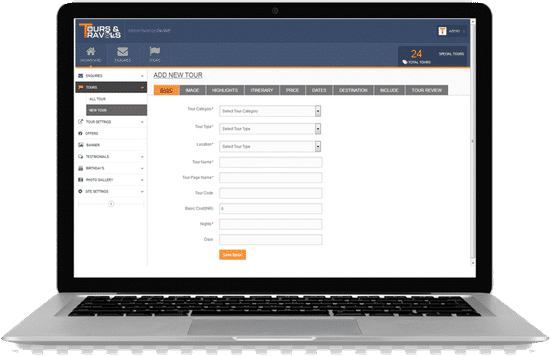 TOURS &
TRAVELS
ADMIN
DASHBOARD
ENQUIRIES
TOURS
24
SPECIAL TOURS
TOTAL TOURS
ENQUIRIES
TOURS
ALL TOUR
NEW TOUR
TOUR SETTINGS
OFFERS
BANNER
TESTIMONIALS
BIRTHDAYS
PHOTO GALLERY
SITE SETTINGS
ADD NEW TOUR
BASIC IMAGE HIGHLIGHTS ITINERARY PRICE DATES DESTINATION INCLUDE TOUR REVIEW
Tour Category* Select Tour Category
Tour Type* Select Tour Type
Location* Select Tour Type
Tour Name*
Tour Page Name*
Tour Code
Basic Cost(INR) 0
Nights*
Days
Save Basic